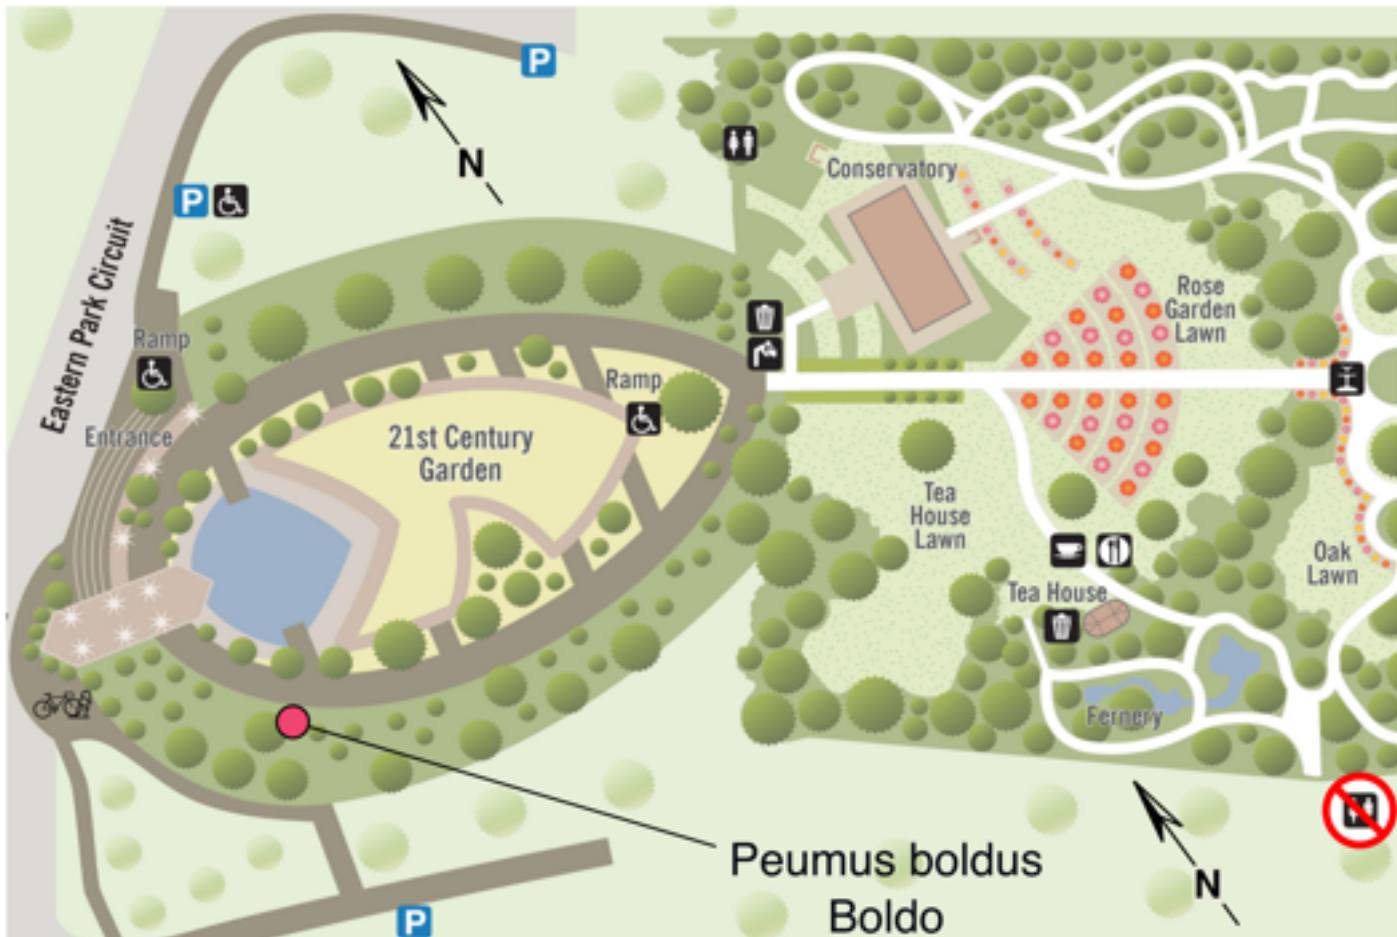 P
N
Conservatory
P
Eastern Park Circuit
Ramp
Rose
Garden
Lawn
Ramp
Entrance
21st Century
Garden
Tea
House
Lawn
Oak
Lawn
Tea House
Fernery
Peumus boldus
Boldo
N
P